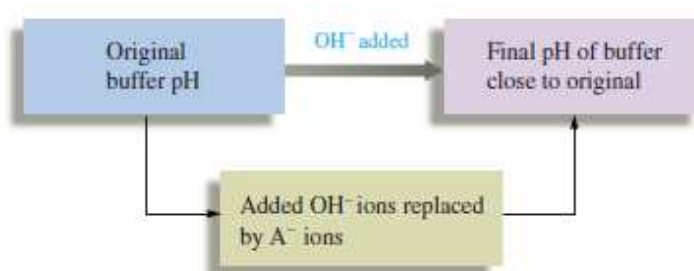 Original
buffer pH
OH⁻ added
Final pH of buffer
close to original
Added OH⁻ ions replaced
by A⁻ ions